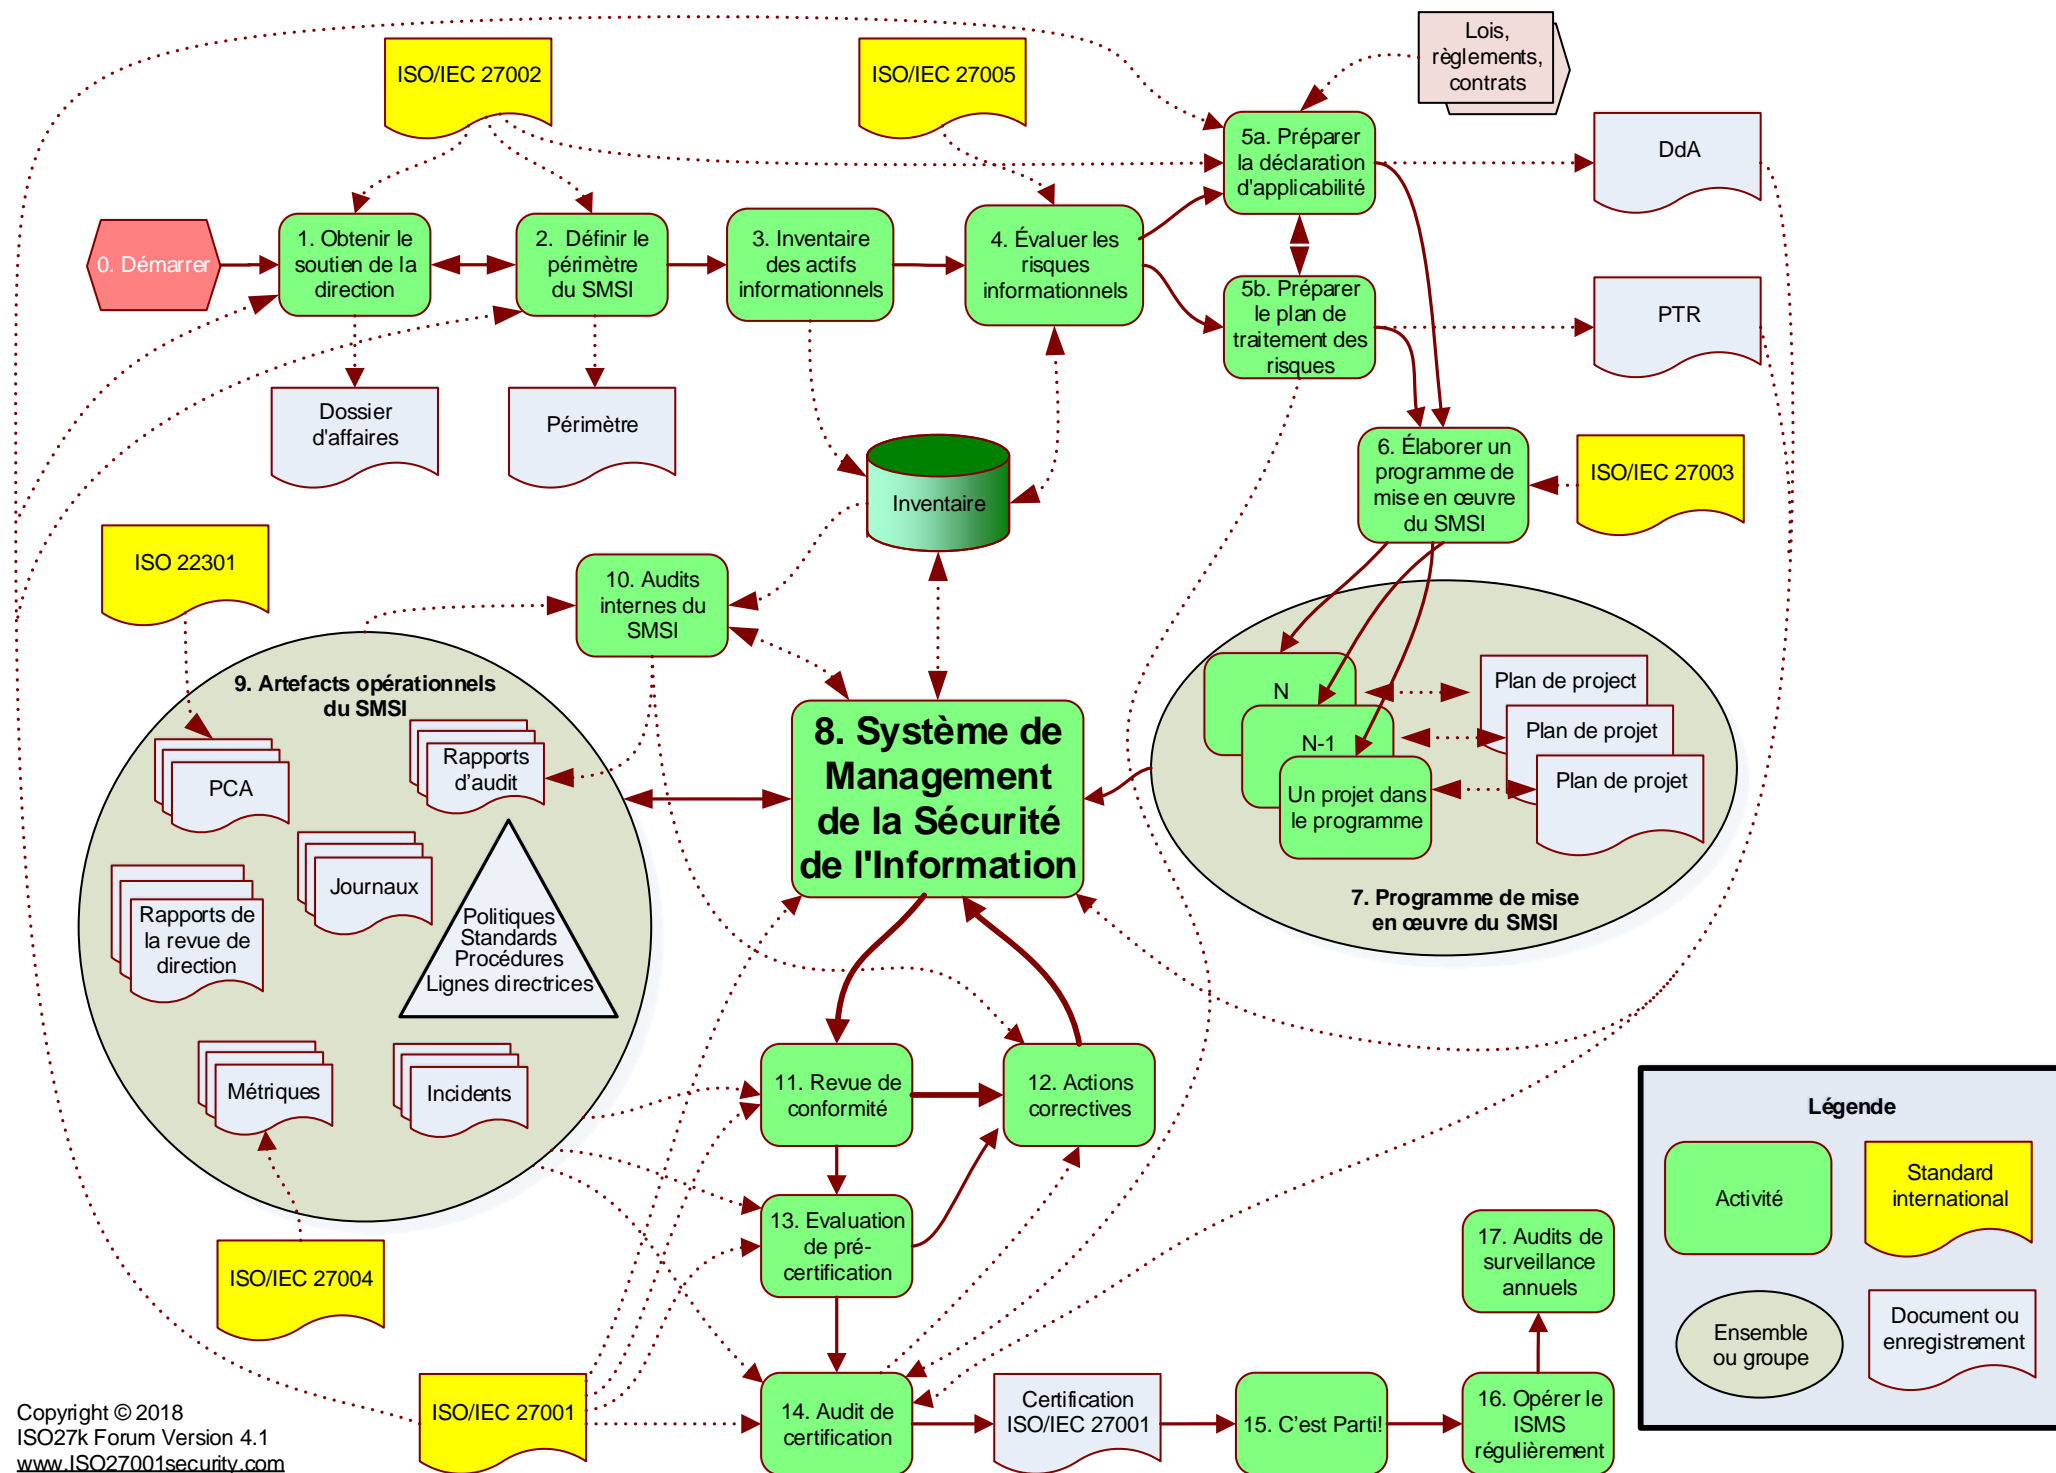 ISO/IEC 27002
ISO/IEC 27005
Lois,
règlements,
contrats
5a. Préparer
la déclaration
d'applicabilité
DdA
0. Démarrer
1. Obtenir le
soutien de la
direction
2. Définir le
périmètre
du SMSI
3. Inventaire
des actifs
informationnels
4. Évaluer les
risques
informationnels
5b. Préparer
le plan de
traitement des
risques
PTR
Dossier
d'affaires
Périmètre
Inventaire
6. Élaborer un
programme de
mise en œuvre
du SMSI
ISO/IEC 27003
ISO 22301
10. Audits
internes du
SMSI
9. Artefacts opérationnels
du SMSI
PCA
Rapports
d’audit
Journaux
Rapports de
la revue de
direction
Politiques
Standards
Procédures
Lignes directrices
Métriques
Incidents
8. Système de
Management
de la Sécurité
de l'Information
N
N-1
Un projet dans
le programme
Plan de project
Plan de projet
Plan de projet
7. Programme de mise
en œuvre du SMSI
11. Revue de
conformité
12. Actions
correctives
13. Evaluation
de pré-
certification
ISO/IEC 27004
ISO/IEC 27001
14. Audit de
certification
Certification
ISO/IEC 27001
15. C’est Parti!
16. Opérer le
ISMS
régulièrement
17. Audits de
surveillance
annuels
Légende
Activité
Standard
international
Ensemble
ou groupe
Document ou
enregistrement
Copyright © 2018
ISO27k Forum Version 4.1
www.ISO27001security.com